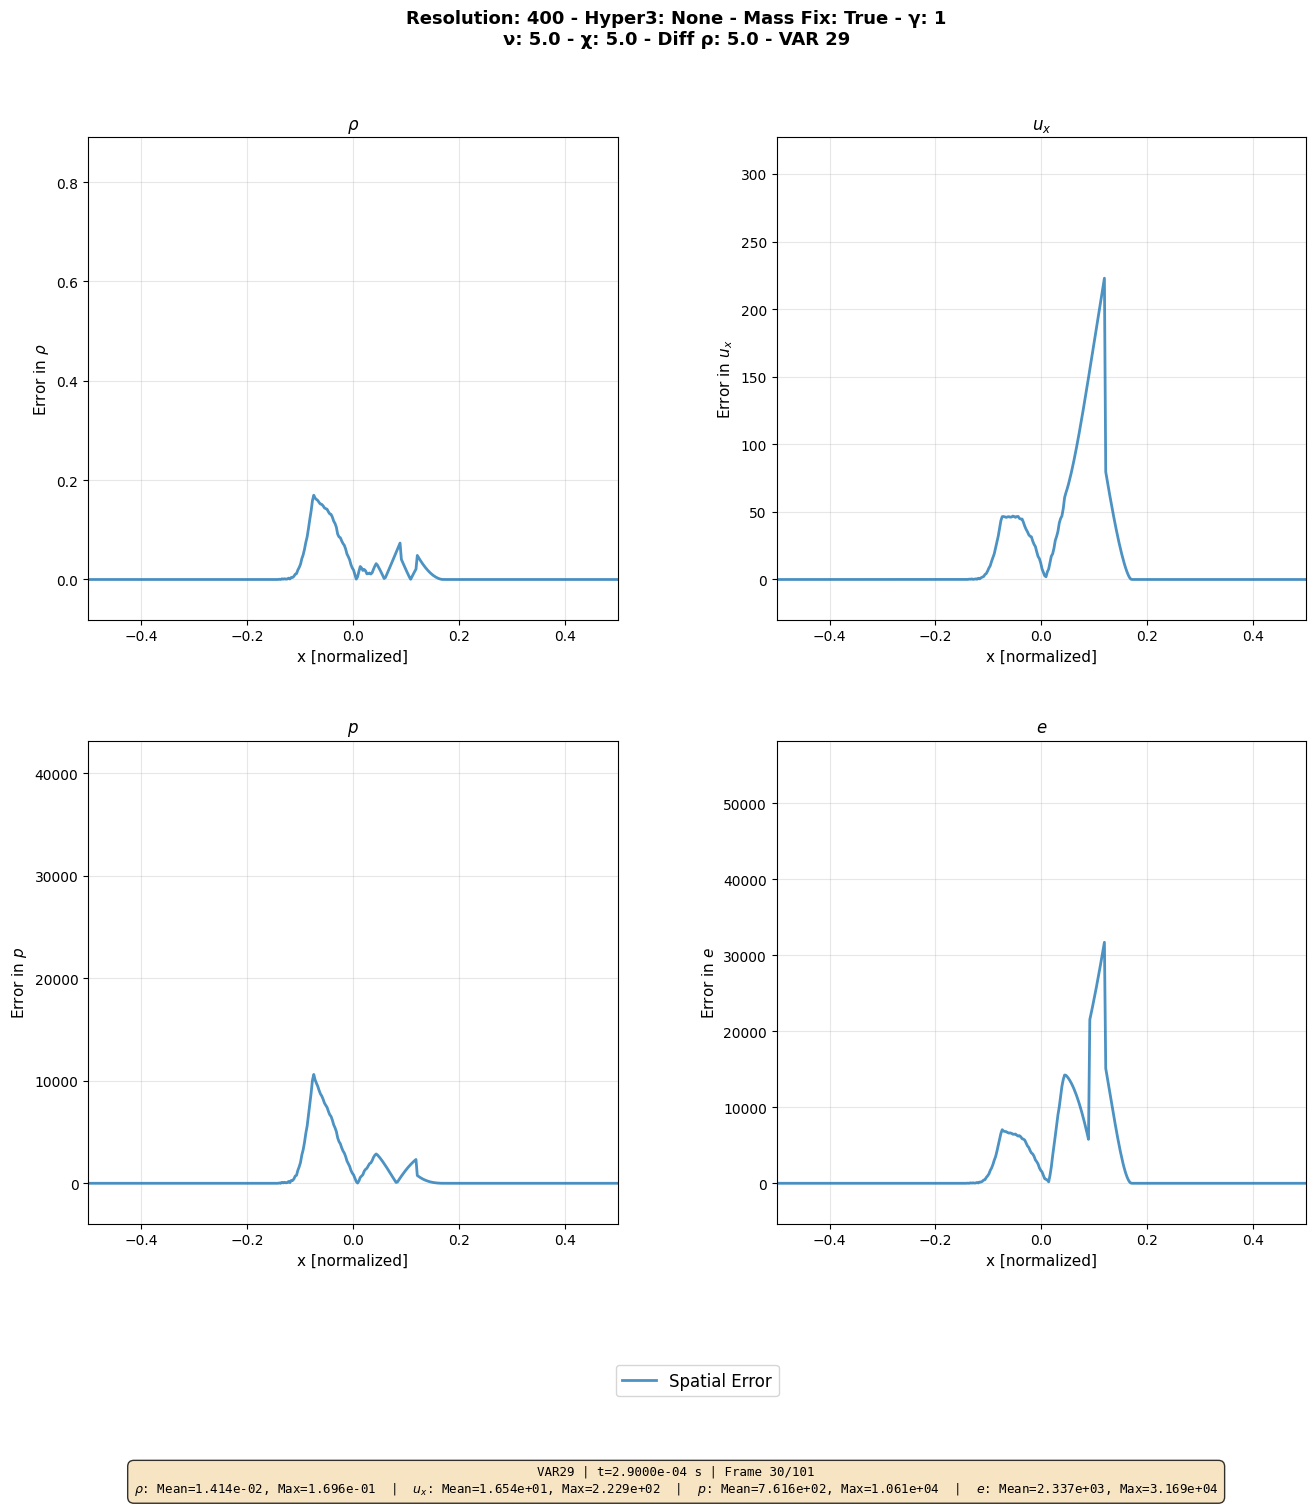 Resolution: 400 - Hyper3: None - Mass Fix: True - γ: 1
ν: 5.0 - χ: 5.0 - Diff ρ: 5.0 - VAR 29
ρ
0.8
0.6
0.4
0.2
0.0
Error in ρ
−0.4 −0.2 0.0 0.2 0.4
x [normalized]
u_x
300
250
200
150
100
50
0
Error in u_x
−0.4 −0.2 0.0 0.2 0.4
x [normalized]
p
40000
30000
20000
10000
0
Error in p
−0.4 −0.2 0.0 0.2 0.4
x [normalized]
e
50000
40000
30000
20000
10000
0
Error in e
−0.4 −0.2 0.0 0.2 0.4
x [normalized]
Spatial Error
VAR29 | t=2.9000e-04 s | Frame 30/101
ρ: Mean=1.414e-02, Max=1.696e-01 | u_x: Mean=1.654e+01, Max=2.229e+02 | p: Mean=7.616e+02, Max=1.061e+04 | e: Mean=2.337e+03, Max=3.169e+04